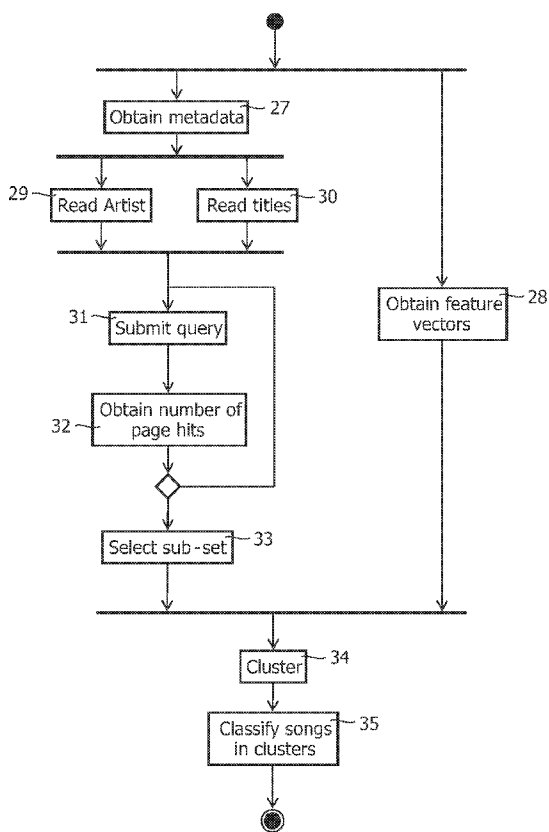 Obtain metadata
27
29
Read Artist
Read titles
30
31
Submit query
Obtain feature
vectors
28
32
Obtain number of
page hits
Select sub-set
33
Cluster
34
Classify songs
in clusters
35